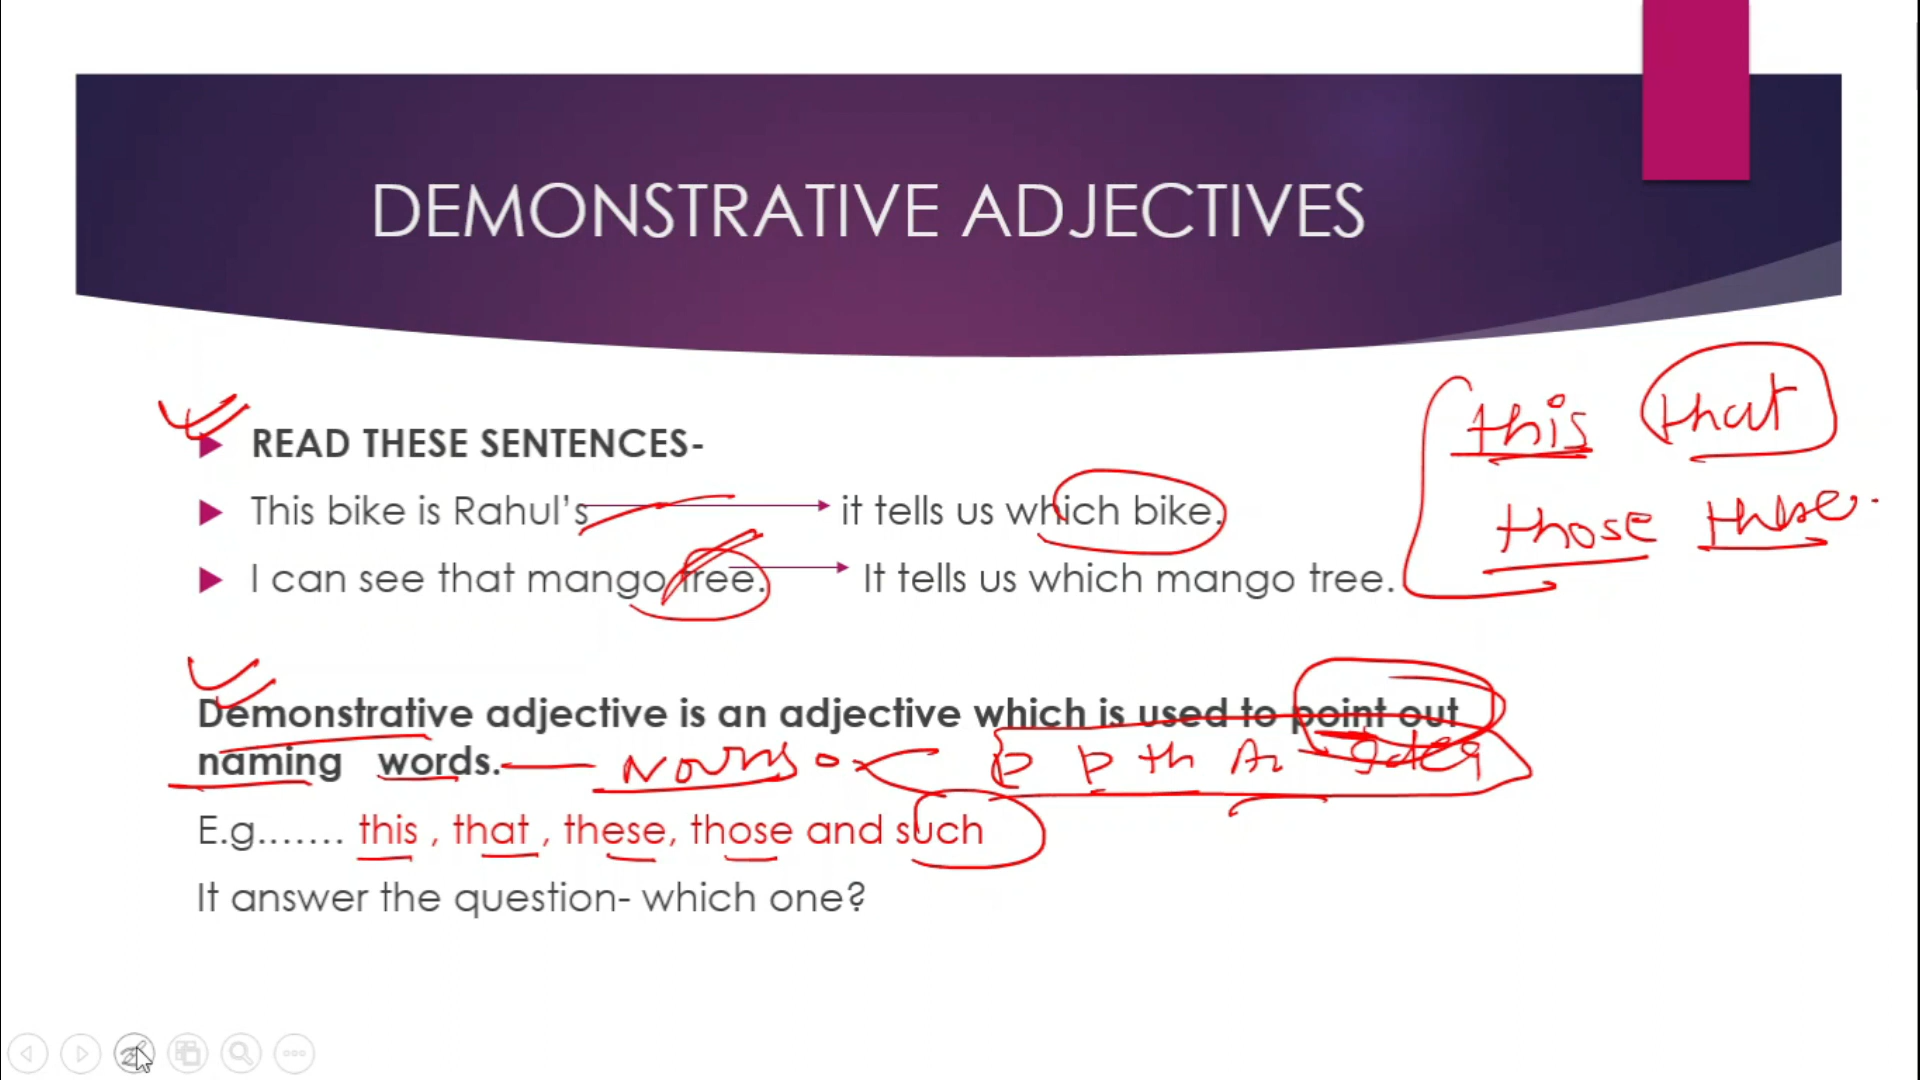 DEMONSTRATIVE ADJECTIVES
this that
READ THESE SENTENCES-
This bike is Rahul's it tells us which bike.
those these
I can see that mango tree. It tells us which mango tree.
Demonstrative adjective is an adjective which is used to point out
naming words. Nouns P P th
E.g....... this , that , these, those and such
It answer the question- which one?